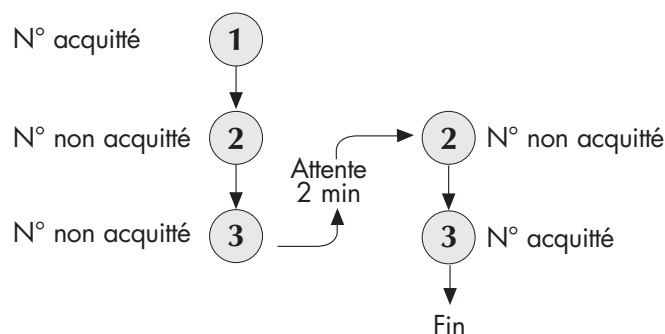 N° acquitté 1
N° non acquitté 2
N° non acquitté 3
Attente
2 min
2 N° non acquitté
3 N° acquitté
Fin